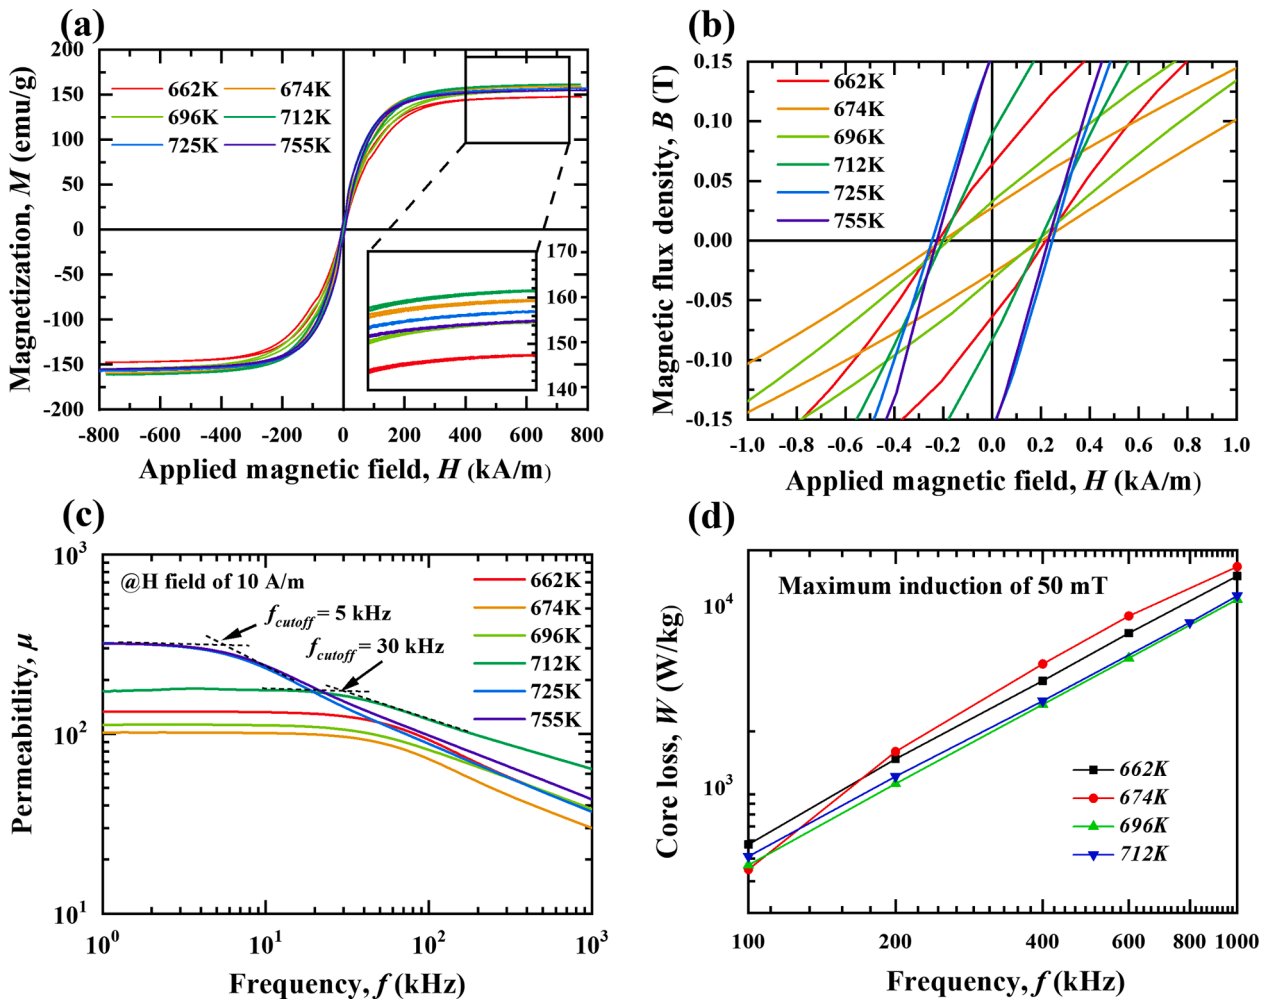 (a)
Magnetization, M (emu/g)
200
150
100
50
0
-50
-100
-150
-200
662K 674K
696K 712K
725K 755K
170
160
150
140
-800 -600 -400 -200 0 200 400 600 800
Applied magnetic field, H (kA/m)
(b)
Magnetic flux density, B (T)
0.15
0.10
0.05
0.00
-0.05
-0.10
-0.15
662K
674K
696K
712K
725K
755K
-1.0 -0.8 -0.6 -0.4 -0.2 0.0 0.2 0.4 0.6 0.8 1.0
Applied magnetic field, H (kA/m)
(c)
Permeabitlity, μ
10³
10²
10¹
@H field of 10 A/m
fcutoff = 5 kHz
fcutoff = 30 kHz
662K
674K
696K
712K
725K
755K
10⁰ 10¹ 10² 10³
Frequency, f (kHz)
(d)
Core loss, W (W/kg)
10⁴
10³
Maximum induction of 50 mT
662K
674K
696K
712K
100 200 400 600 800 1000
Frequency, f (kHz)